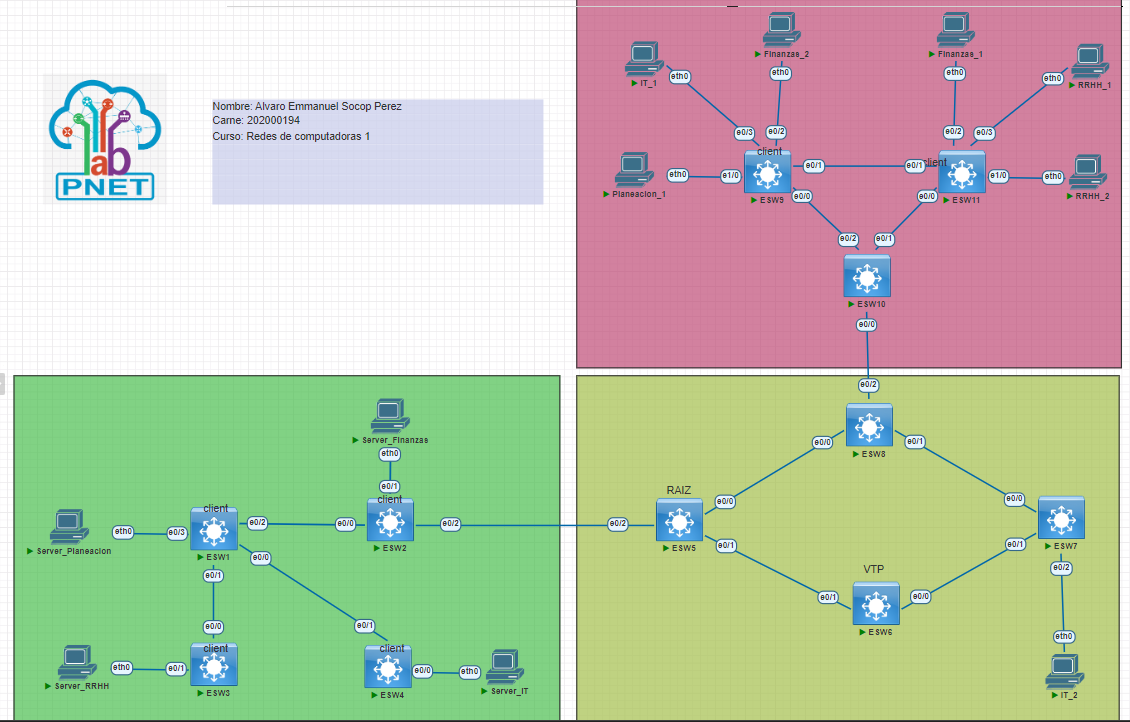 ab
PNET
Nombre: Alvaro Emmanuel Socop Perez
Carne: 202000194
Curso: Redes de computadoras 1
Finanzas_2
Finanzas_1
IT_1
RRHH_1
eth0
eth0
eth0
eth0
e0/3
e0/2
e0/2
e0/3
client
client
Planeacion_1
eth0
e1/0
e0/1
e0/1
e1/0
eth0
RRHH_2
ESW9
e0/0
e0/0
ESW11
e0/2
e0/1
ESW10
e0/0
e0/2
ESW8
e0/0
e0/1
Server_Finanzas
eth0
e0/1
client
client
Server_Planeacion
eth0
e0/3
e0/2
e0/0
e0/2
ESW1
ESW2
e0/1
e0/0
e0/0
e0/1
client
client
Server_RRHH
eth0
e0/1
ESW3
ESW4
e0/0
eth0
Server_IT
RAIZ
e0/0
e0/0
e0/2
ESW5
e0/1
e0/1
ESW7
VTP
e0/1
e0/0
ESW6
e0/2
eth0
IT_2